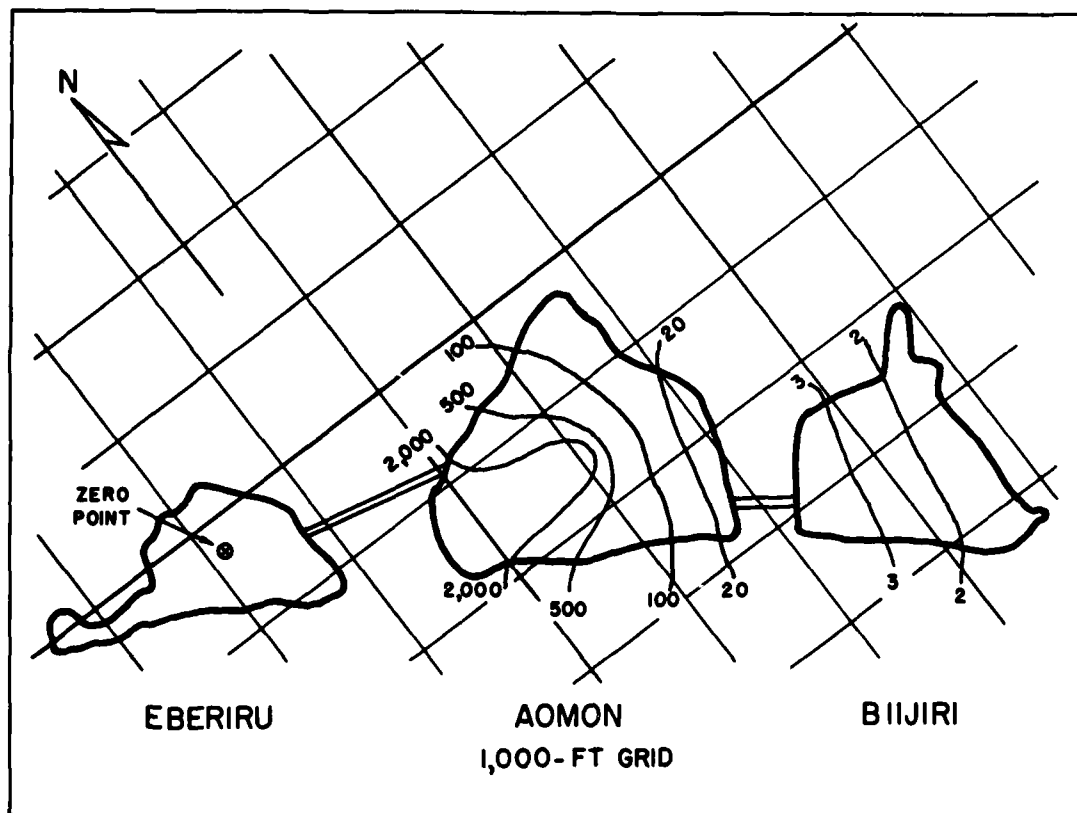 N
20
2
100
3
500
2,000
ZERO
POINT
2,000
500
100
20
3
2
EBERIRU
AOMON
BIIJIRI
1,000-FT GRID